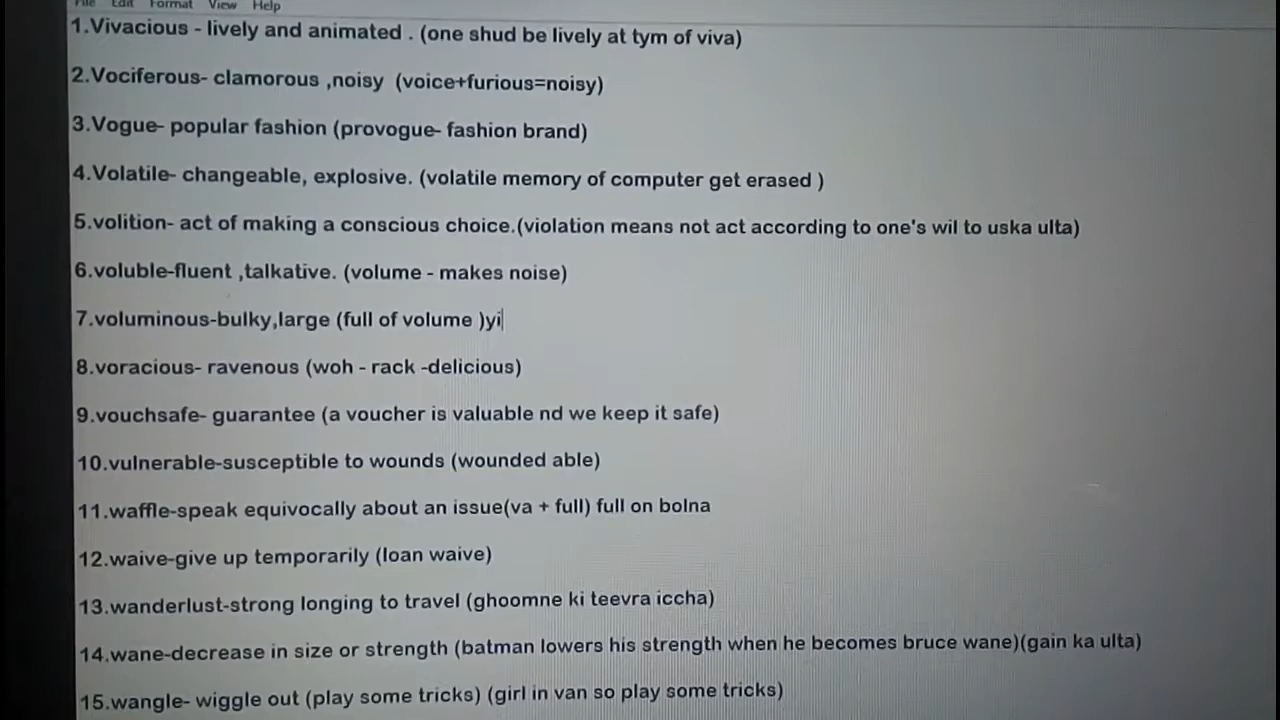 File Edit Format View Help
1.Vivacious - lively and animated . (one shud be lively at tym of viva)
2.Vociferous- clamorous ,noisy (voice+furious=noisy)
3.Vogue- popular fashion (provogue- fashion brand)
4.Volatile- changeable, explosive. (volatile memory of computer get erased )
5.volition- act of making a conscious choice.(violation means not act according to one's wil to uska ulta)
6.voluble-fluent ,talkative. (volume - makes noise)
7.voluminous-bulky,large (full of volume )yi
8.voracious- ravenous (woh - rack -delicious)
9.vouchsafe- guarantee (a voucher is valuable nd we keep it safe)
10.vulnerable-susceptible to wounds (wounded able)
11.waffle-speak equivocally about an issue(va + full) full on bolna
12.waive-give up temporarily (loan waive)
13.wanderlust-strong longing to travel (ghoomne ki teevra iccha)
14.wane-decrease in size or strength (batman lowers his strength when he becomes bruce wane)(gain ka ulta)
15.wangle- wiggle out (play some tricks) (girl in van so play some tricks)